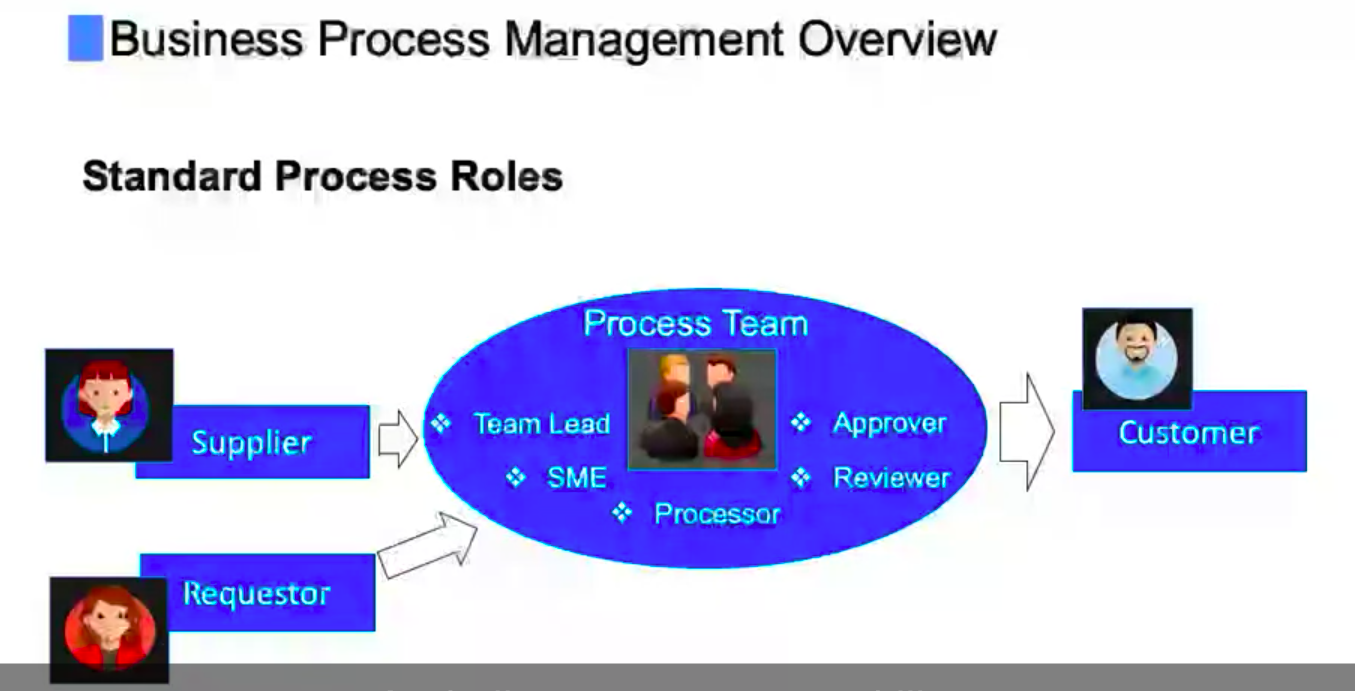 Business Process Management Overview
Standard Process Roles
Process Team
❖ Team Lead
❖ SME
❖ Processor
❖ Approver
❖ Reviewer
Supplier
Requestor
Customer